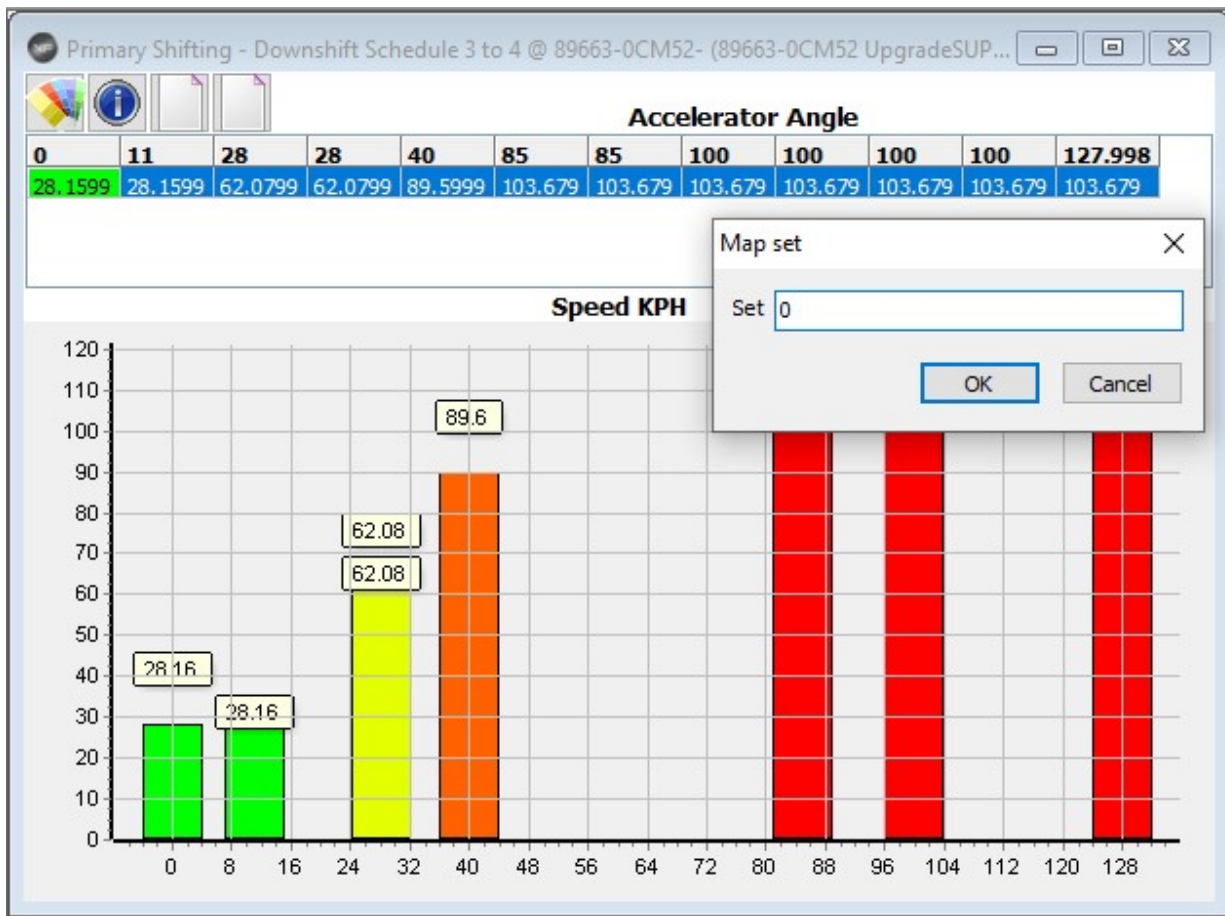 Primary Shifting - Downshift Schedule 3 to 4 @ 89663-0CM52- (89663-0CM52 UpgradeSUP...
Accelerator Angle
0 11 28 28 40 85 85 100 100 100 100 127.998
28.1599 28.1599 62.0799 62.0799 89.5999 103.679 103.679 103.679 103.679 103.679 103.679 103.679
Map set
Set 0
OK Cancel
Speed KPH
120
110
100
90
80
70
60
50
40
30
20
10
0
89.6
62.08
62.08
28.16
28.16
0 8 16 24 32 40 48 56 64 72 80 88 96 104 112 120 128